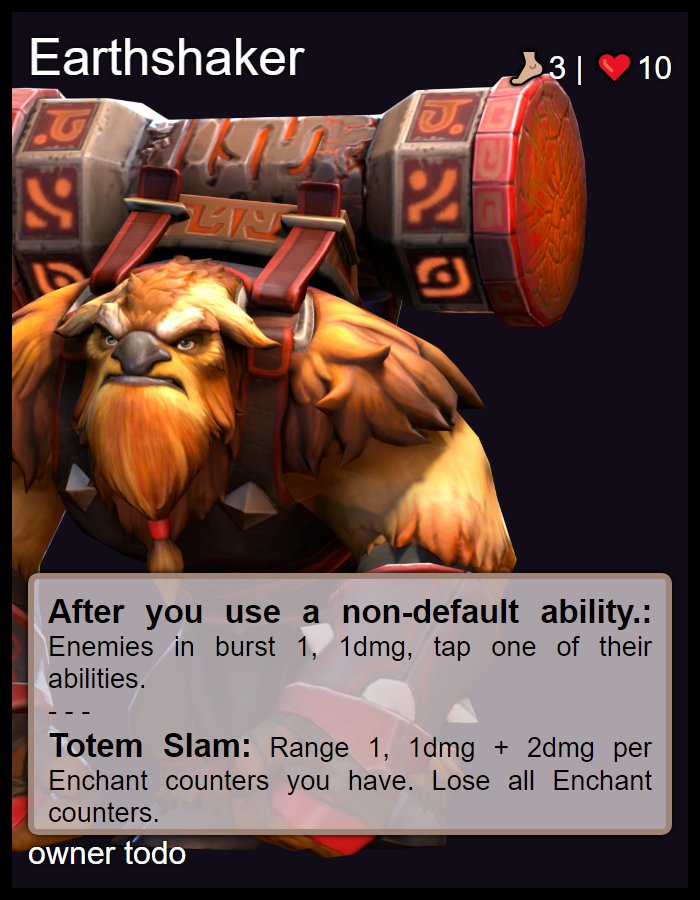 Earthshaker
3 | 10
After you use a non-default ability.:
Enemies in burst 1, 1dmg, tap one of their
abilities.
- - -
Totem Slam: Range 1, 1dmg + 2dmg per
Enchant counters you have. Lose all Enchant
counters.
owner todo